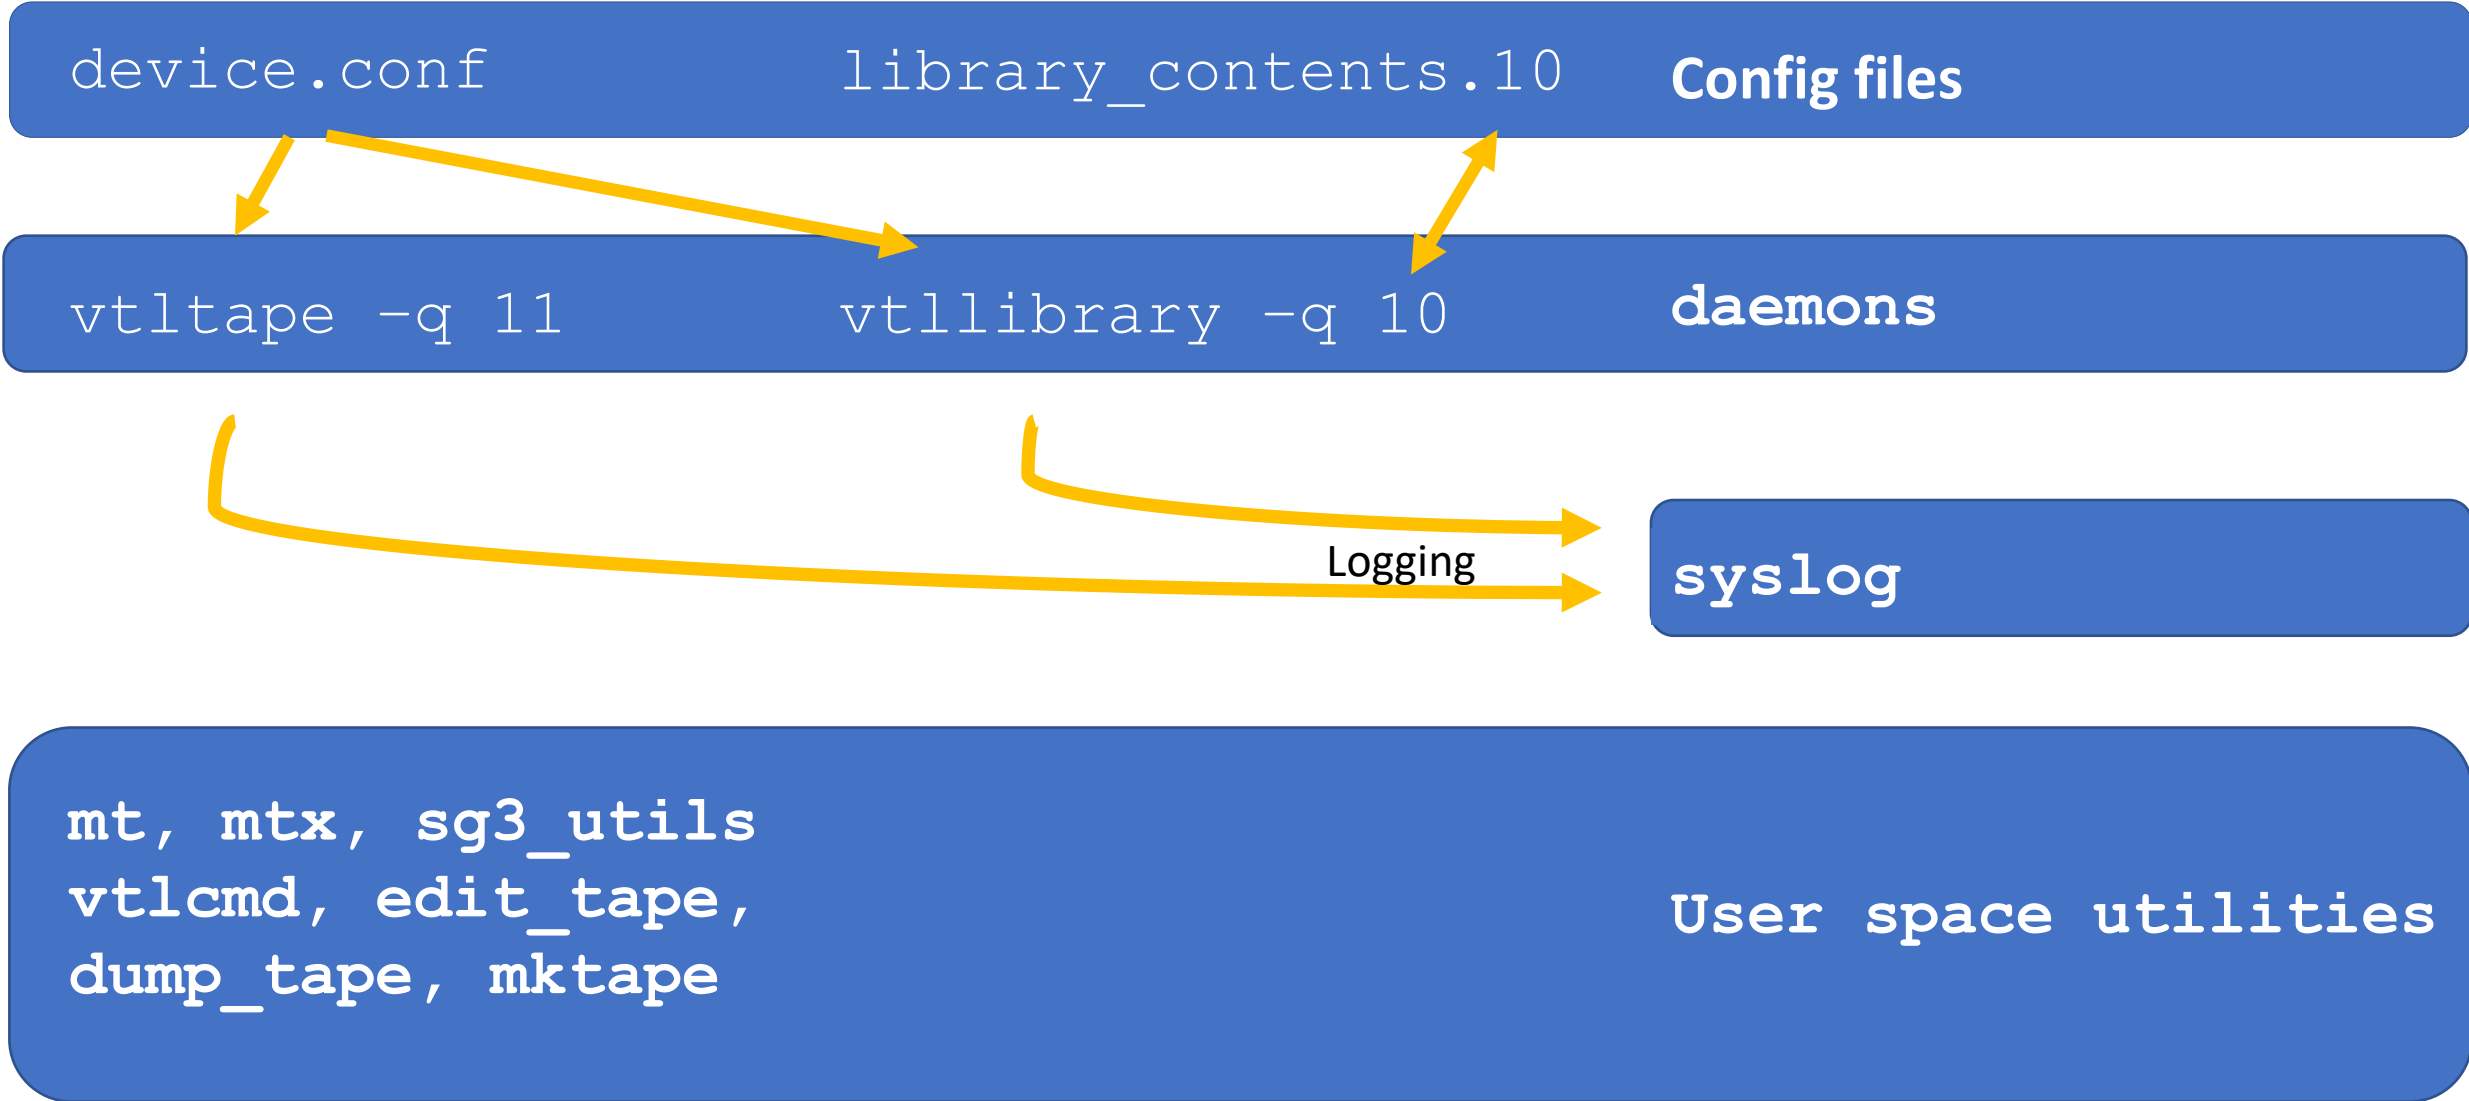 device.conf
library_contents.10
Config files
vtltape -q 11
vtllibrary -q 10
daemons
Logging
syslog
mt, mtx, sg3_utils
vtlcmd, edit_tape,
dump_tape, mktape
User space utilities